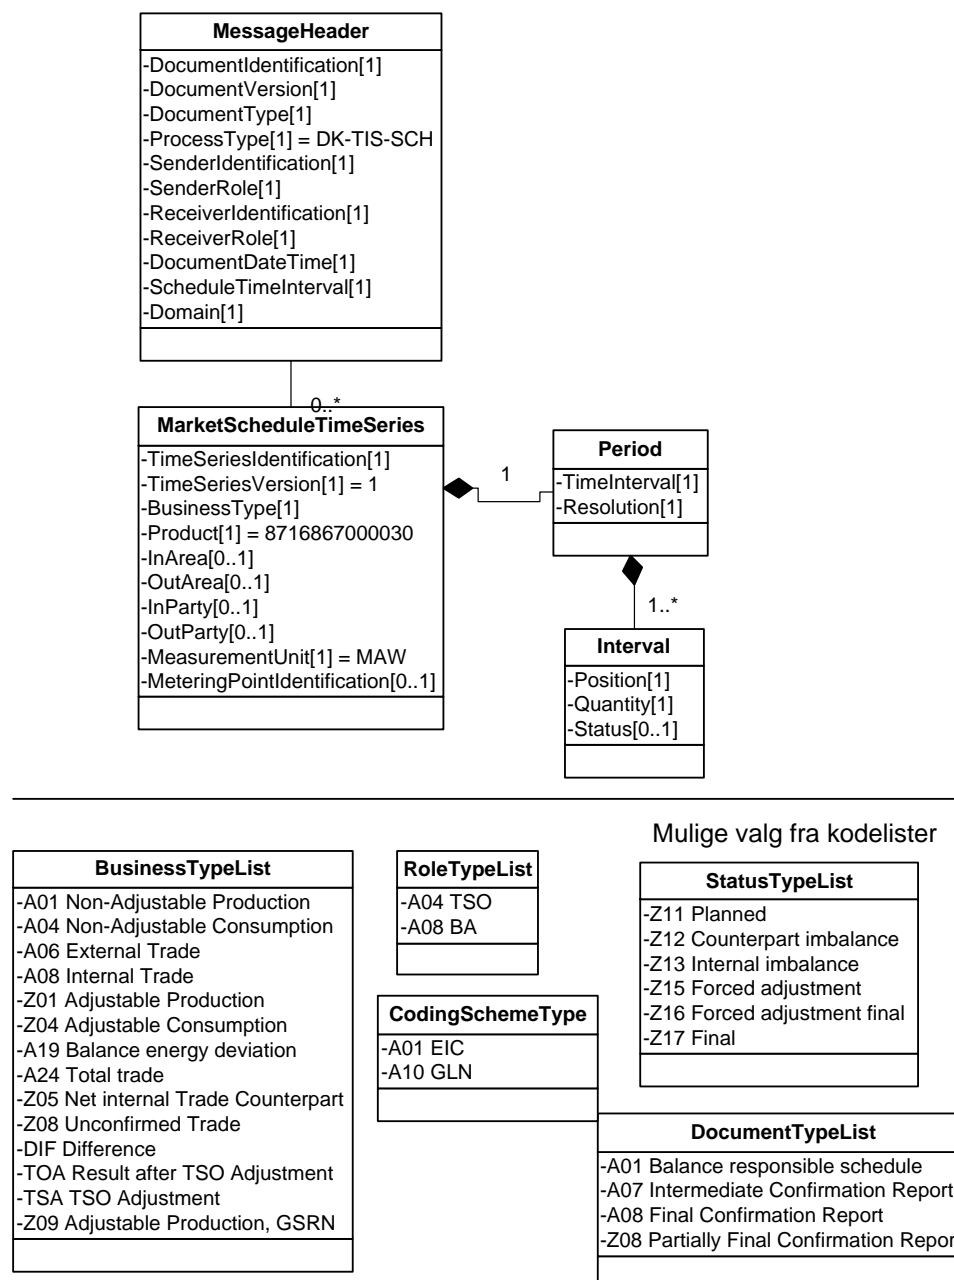 MessageHeader
-DocumentIdentification[1]
-DocumentVersion[1]
-DocumentType[1]
-ProcessType[1] = DK-TIS-SCH
-SenderIdentification[1]
-SenderRole[1]
-ReceiverIdentification[1]
-ReceiverRole[1]
-DocumentDateTime[1]
-ScheduleTimeInterval[1]
-Domain[1]
0..*
MarketScheduleTimeSeries
-TimeSeriesIdentification[1]
-TimeSeriesVersion[1] = 1
-BusinessType[1]
-Product[1] = 8716867000030
-InArea[0..1]
-OutArea[0..1]
-InParty[0..1]
-OutParty[0..1]
-MeasurementUnit[1] = MAW
-MeteringPointIdentification[0..1]
1
Period
-TimeInterval[1]
-Resolution[1]
1..*
Interval
-Position[1]
-Quantity[1]
-Status[0..1]
Mulige valg fra kodelister
BusinessTypeList
-A01 Non-Adjustable Production
-A04 Non-Adjustable Consumption
-A06 External Trade
-A08 Internal Trade
-Z01 Adjustable Production
-Z04 Adjustable Consumption
-A19 Balance energy deviation
-A24 Total trade
-Z05 Net internal Trade Counterpart
-Z08 Unconfirmed Trade
-DIF Difference
-TOA Result after TSO Adjustment
-TSA TSO Adjustment
-Z09 Adjustable Production, GSRN
RoleTypeList
-A04 TSO
-A08 BA
CodingSchemeType
-A01 EIC
-A10 GLN
StatusTypeList
-Z11 Planned
-Z12 Counterpart imbalance
-Z13 Internal imbalance
-Z15 Forced adjustment
-Z16 Forced adjustment final
-Z17 Final
DocumentTypeList
-A01 Balance responsible schedule
-A07 Intermediate Confirmation Report
-A08 Final Confirmation Report
-Z08 Partially Final Confirmation Repor